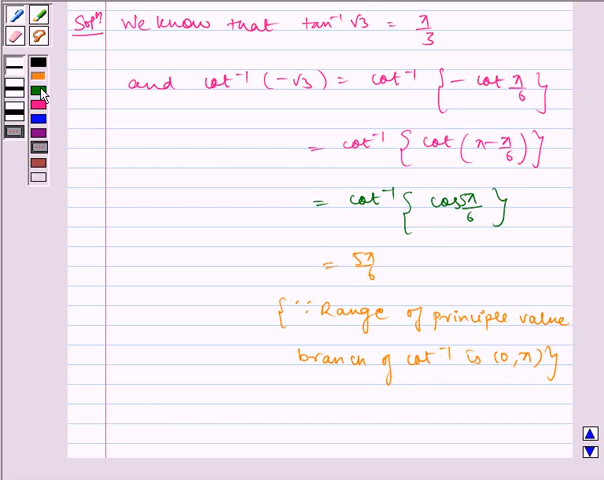 Solⁿ We know that tan⁻¹ √3 = π/3
and cot⁻¹ (-√3) = cot⁻¹ { - cot π/6 }
= cot⁻¹ { cot (π - π/6) }
= cot⁻¹ { cos 5π/6 }
= 5π/6
{ ∵ Range of principle value
branch of cot⁻¹ is (0, π) }